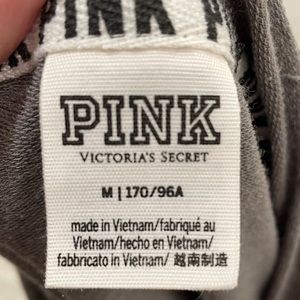 PINK
PINK
VICTORIA'S SECRET
M | 170/96A
made in Vietnam/fabriqué au
Vietnam/hecho en Vietnam/
fabbricato in Vietnam/ 越南制造